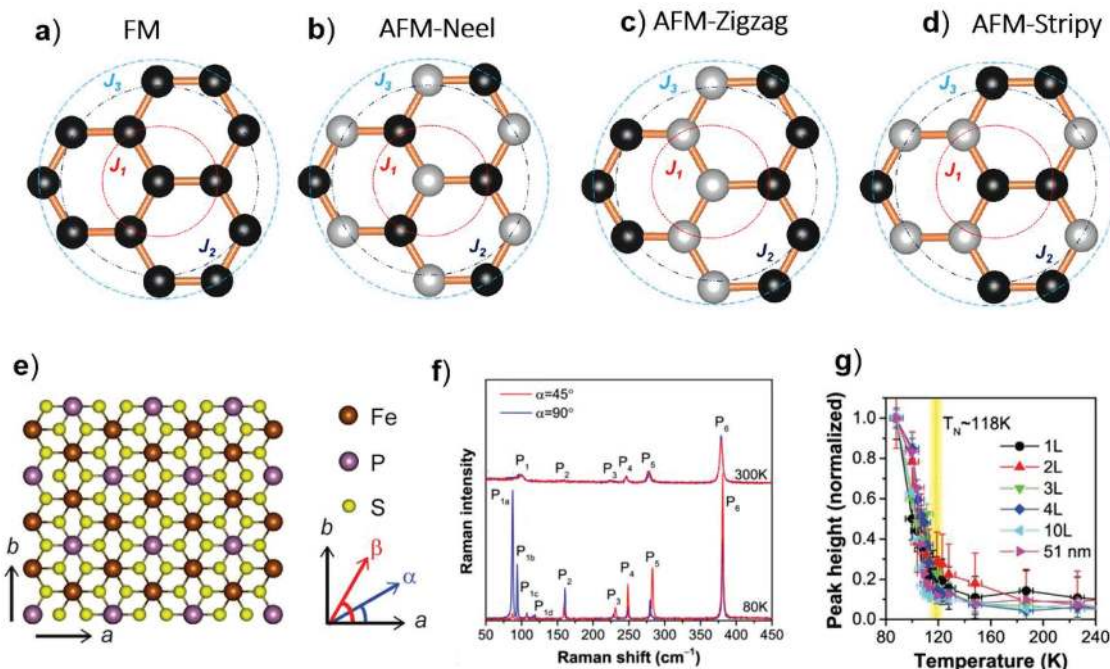 a) FM
b) AFM-Neel
c) AFM-Zigzag
d) AFM-Stripy
J3
J1
J2
J3
J1
J2
J3
J1
J2
J3
J1
J2
e)
b
a
Fe
P
S
b
β
α
a
f)
Raman intensity
α=45°
α=90°
P6
300K
P1
P2
P3
P4
P5
P1a
P1b
P1c
P1d
P2
P3
P4
P5
P6
80K
50 100 150 200 250 300 350 400 450
Raman shift (cm⁻¹)
g)
Peak height (normalized)
1.0
0.8
0.6
0.4
0.2
0.0
TN~118K
1L
2L
3L
4L
10L
51 nm
80 120 160 200 240
Temperature (K)